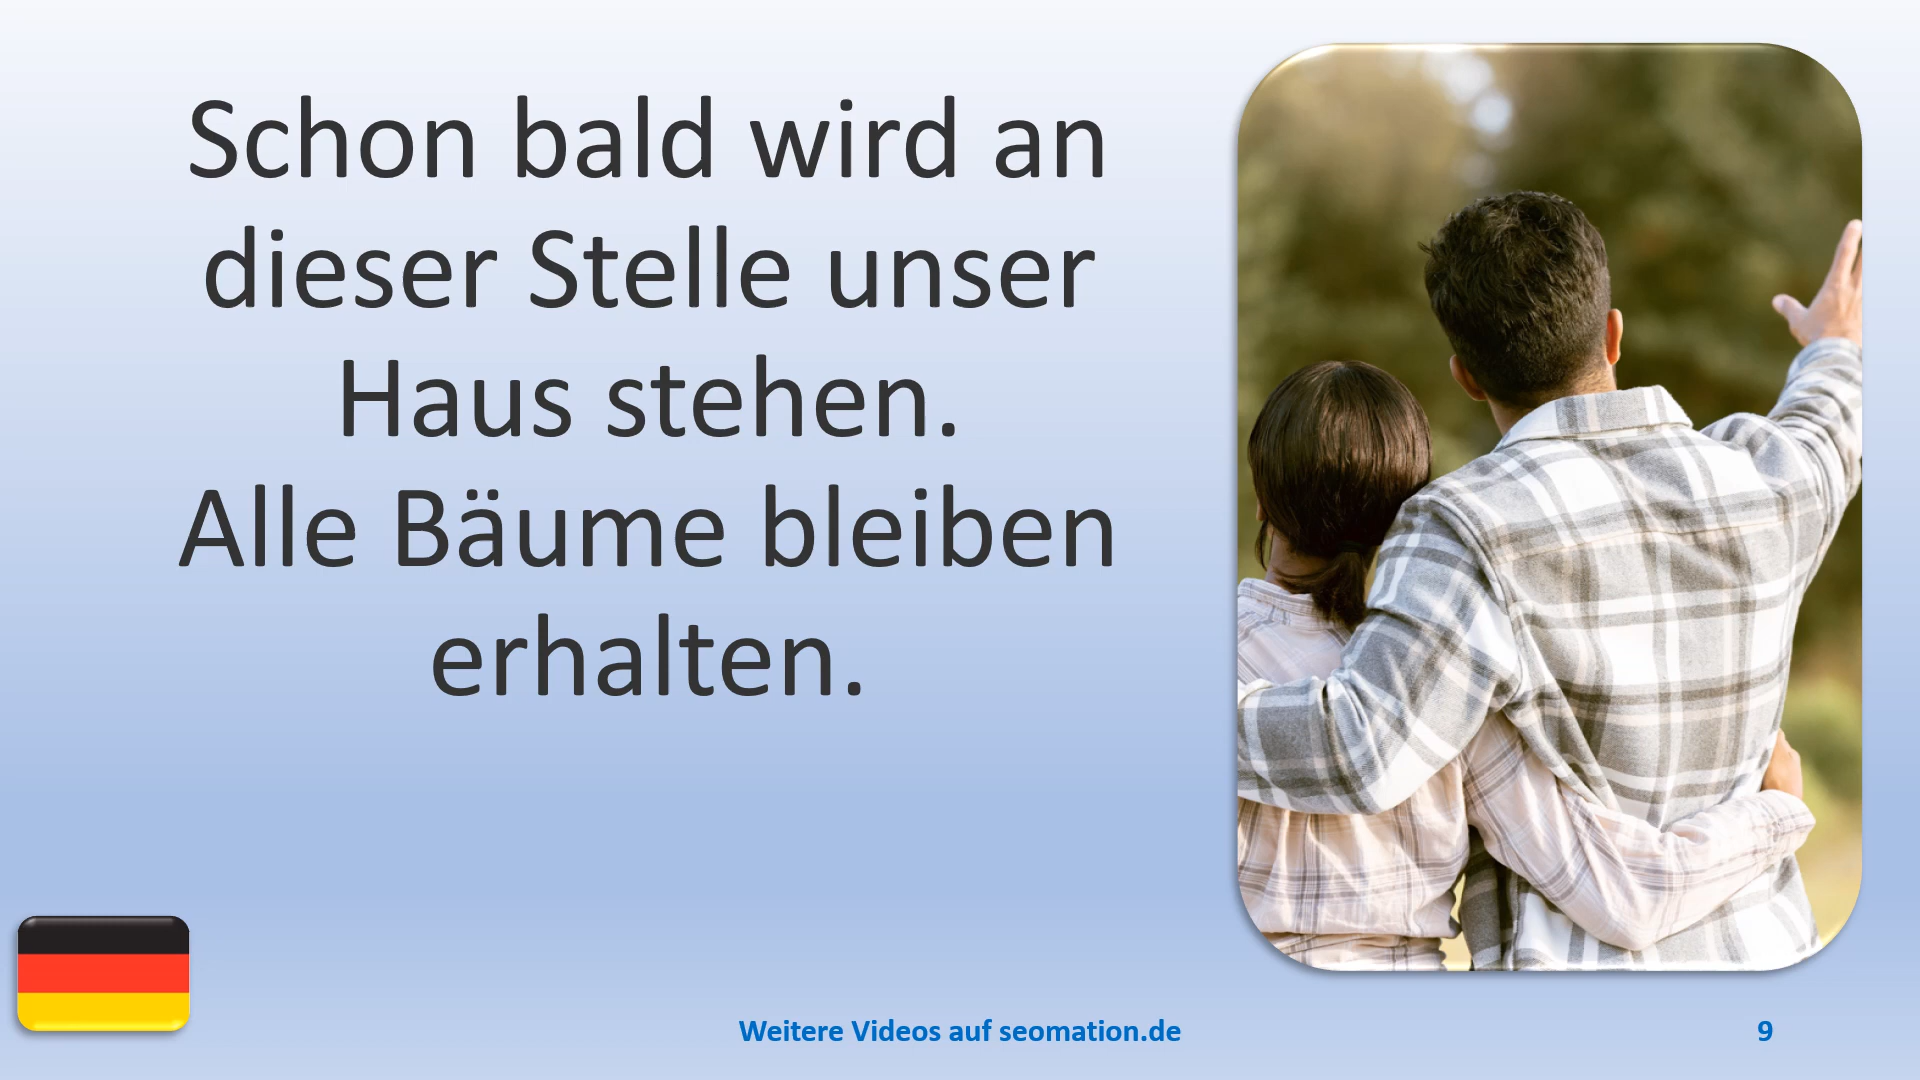 Schon bald wird an
dieser Stelle unser
Haus stehen.
Alle Bäume bleiben
erhalten.
Weitere Videos auf seomation.de
9